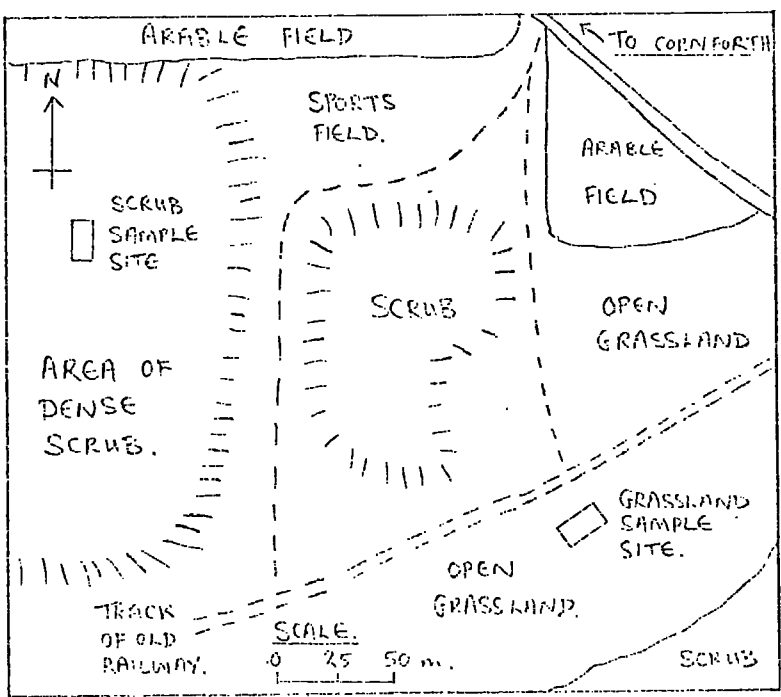 ARABLE FIELD
TO CORNFORTH
N
SPORTS
FIELD.
ARABLE
FIELD
SCRUB
SAMPLE
SITE
SCRUB
OPEN
GRASSLAND
AREA OF
DENSE
SCRUB.
GRASSLAND
SAMPLE
SITE.
OPEN
GRASSLAND.
TRACK
OF OLD
RAILWAY.
SCALE.
0 25 50 m.
SCRUB